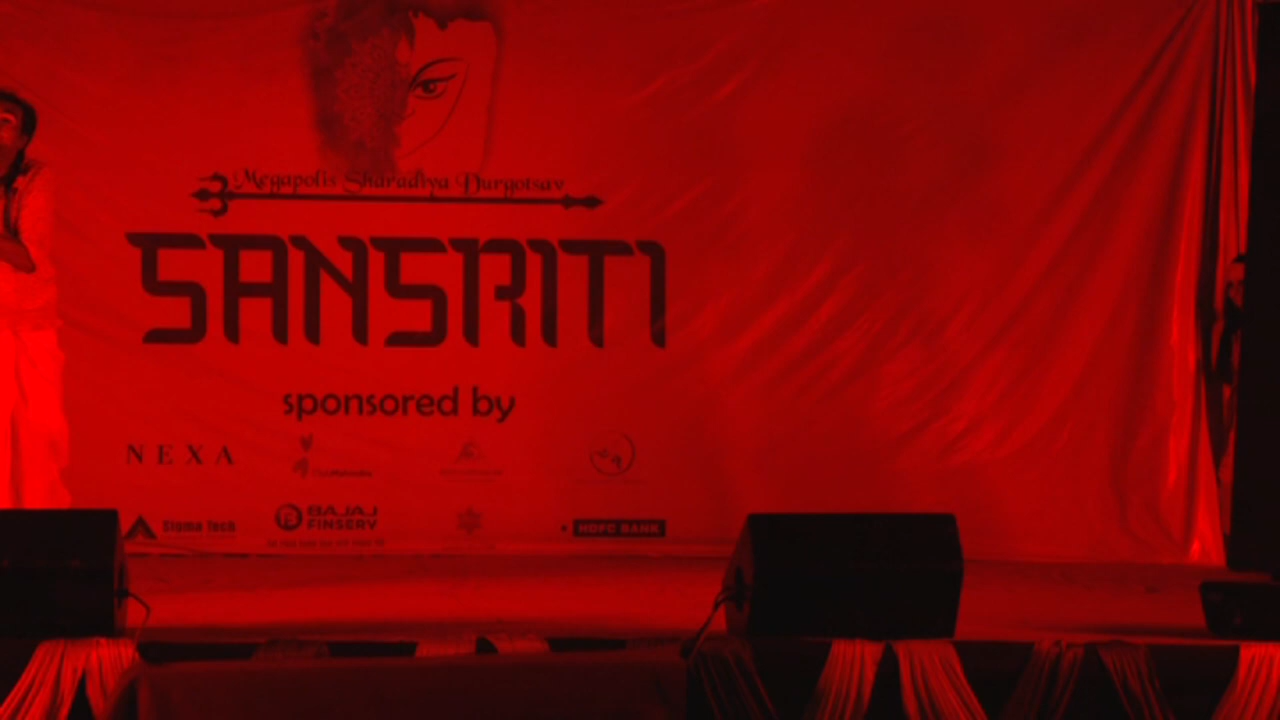 Megapolis Sharadiya Durgotsav
SANSRITI
sponsored by
NEXA
Sigma Tech
BAJAJ
FINSERV
HDFC BANK